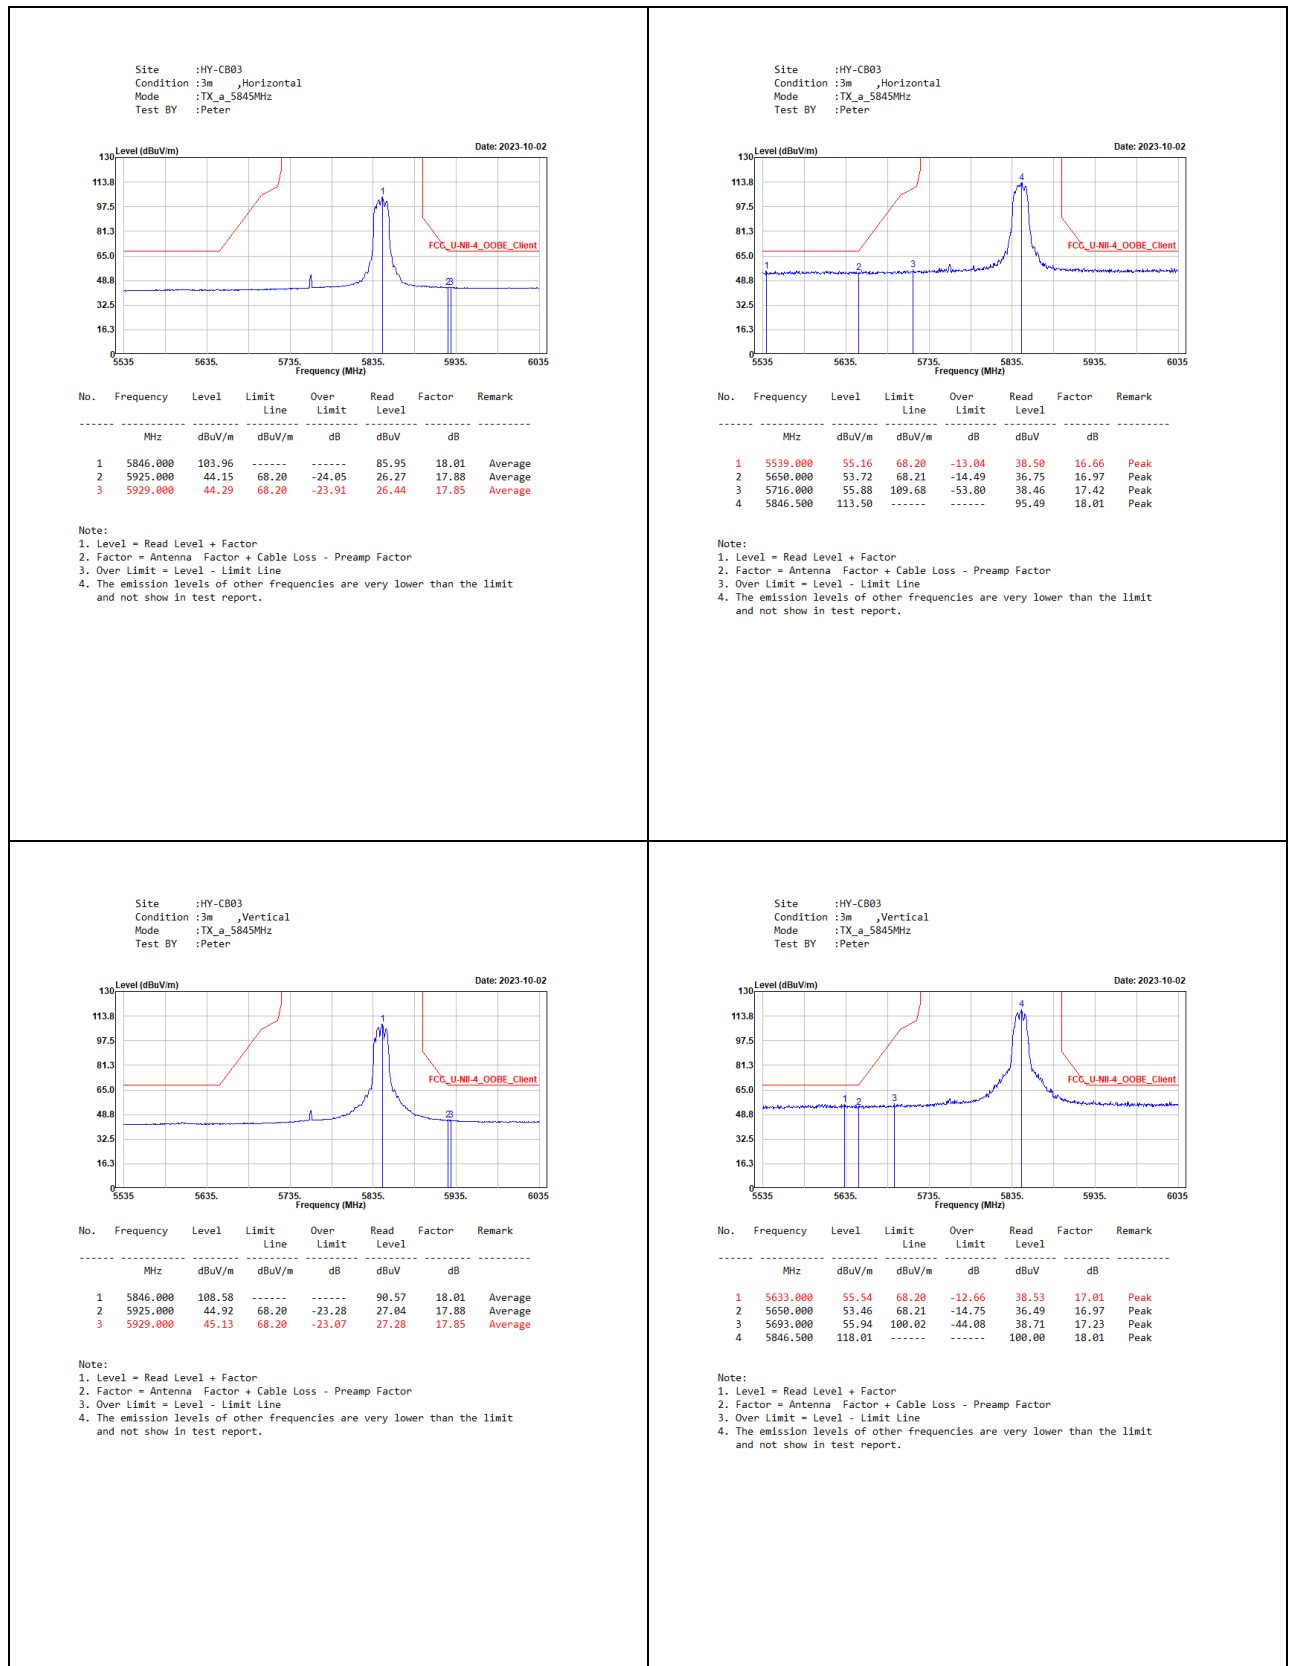 Site :HY-CB03
Condition :3m ,Horizontal
Mode :TX_a_5845MHz
Test BY :Peter
Level (dBuV/m)
Date: 2023-10-02
130
113.8
97.5
81.3
65.0
48.8
32.5
16.3
0
1
23
FCC_U-NII-4_OOBE_Client
5535 5635. 5735. 5835. 5935. 6035
Frequency (MHz)
No. Frequency Level Limit Over Read Factor Remark
Line Limit Level
------ ----------- -------- --------- -------- -------- -------- ---------
MHz dBuV/m dBuV/m dB dBuV dB
1 5846.000 103.96 ------ ------ 85.95 18.01 Average
2 5925.000 44.15 68.20 -24.05 26.27 17.88 Average
3 5929.000 44.29 68.20 -23.91 26.44 17.85 Average
Note:
1. Level = Read Level + Factor
2. Factor = Antenna Factor + Cable Loss - Preamp Factor
3. Over Limit = Level - Limit Line
4. The emission levels of other frequencies are very lower than the limit
and not show in test report.
Site :HY-CB03
Condition :3m ,Horizontal
Mode :TX_a_5845MHz
Test BY :Peter
Level (dBuV/m)
Date: 2023-10-02
130
113.8
97.5
81.3
65.0
48.8
32.5
16.3
0
1 2 3 4
FCC_U-NII-4_OOBE_Client
5535 5635. 5735. 5835. 5935. 6035
Frequency (MHz)
No. Frequency Level Limit Over Read Factor Remark
Line Limit Level
------ ----------- -------- --------- -------- -------- -------- ---------
MHz dBuV/m dBuV/m dB dBuV dB
1 5539.000 55.16 68.20 -13.04 38.50 16.66 Peak
2 5650.000 53.72 68.21 -14.49 36.75 16.97 Peak
3 5716.000 55.88 109.68 -53.80 38.46 17.42 Peak
4 5846.500 113.50 ------ ------ 95.49 18.01 Peak
Note:
1. Level = Read Level + Factor
2. Factor = Antenna Factor + Cable Loss - Preamp Factor
3. Over Limit = Level - Limit Line
4. The emission levels of other frequencies are very lower than the limit
and not show in test report.
Site :HY-CB03
Condition :3m ,Vertical
Mode :TX_a_5845MHz
Test BY :Peter
Level (dBuV/m)
Date: 2023-10-02
130
113.8
97.5
81.3
65.0
48.8
32.5
16.3
0
1
23
FCC_U-NII-4_OOBE_Client
5535 5635. 5735. 5835. 5935. 6035
Frequency (MHz)
No. Frequency Level Limit Over Read Factor Remark
Line Limit Level
------ ----------- -------- --------- -------- -------- -------- ---------
MHz dBuV/m dBuV/m dB dBuV dB
1 5846.000 108.58 ------ ------ 90.57 18.01 Average
2 5925.000 44.92 68.20 -23.28 27.04 17.88 Average
3 5929.000 45.13 68.20 -23.07 27.28 17.85 Average
Note:
1. Level = Read Level + Factor
2. Factor = Antenna Factor + Cable Loss - Preamp Factor
3. Over Limit = Level - Limit Line
4. The emission levels of other frequencies are very lower than the limit
and not show in test report.
Site :HY-CB03
Condition :3m ,Vertical
Mode :TX_a_5845MHz
Test BY :Peter
Level (dBuV/m)
Date: 2023-10-02
130
113.8
97.5
81.3
65.0
48.8
32.5
16.3
0
1 2 3 4
FCC_U-NII-4_OOBE_Client
5535 5635. 5735. 5835. 5935. 6035
Frequency (MHz)
No. Frequency Level Limit Over Read Factor Remark
Line Limit Level
------ ----------- -------- --------- -------- -------- -------- ---------
MHz dBuV/m dBuV/m dB dBuV dB
1 5633.000 55.54 68.20 -12.66 38.53 17.01 Peak
2 5650.000 53.46 68.21 -14.75 36.49 16.97 Peak
3 5693.000 55.94 100.02 -44.08 38.71 17.23 Peak
4 5846.500 118.01 ------ ------ 100.00 18.01 Peak
Note:
1. Level = Read Level + Factor
2. Factor = Antenna Factor + Cable Loss - Preamp Factor
3. Over Limit = Level - Limit Line
4. The emission levels of other frequencies are very lower than the limit
and not show in test report.